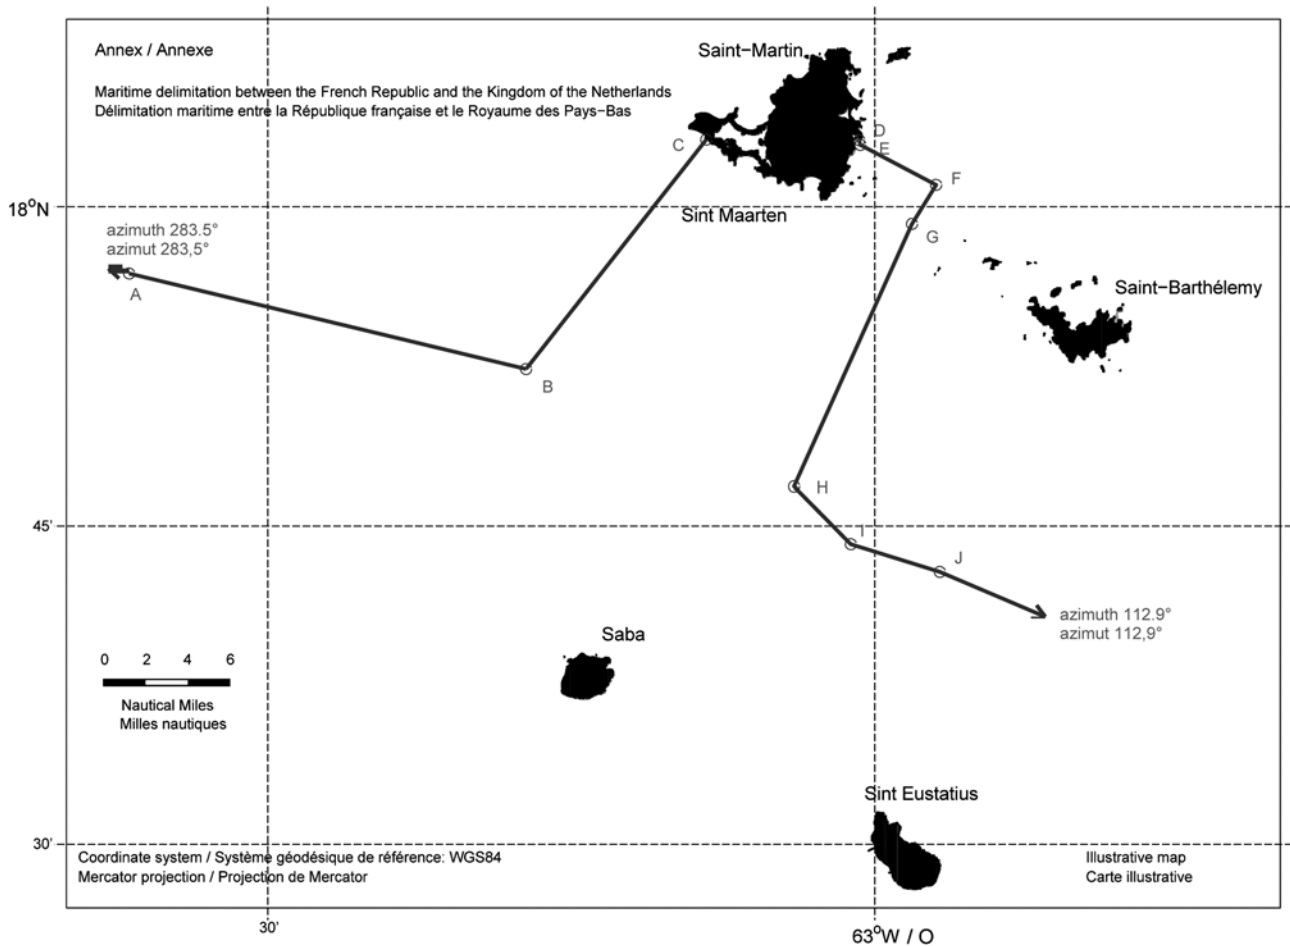 Annex / Annexe
Saint-Martin
Maritime delimitation between the French Republic and the Kingdom of the Netherlands
Délimitation maritime entre la République française et le Royaume des Pays-Bas
C
D
E
F
18°N
Sint Maarten
G
azimuth 283.5°
azimut 283,5°
A
Saint-Barthélemy
B
H
45'
I
J
azimuth 112.9°
azimut 112,9°
Saba
0 2 4 6
Nautical Miles
Milles nautiques
Sint Eustatius
30'
Coordinate system / Système géodésique de référence: WGS84
Mercator projection / Projection de Mercator
Illustrative map
Carte illustrative
30'
63°W / O